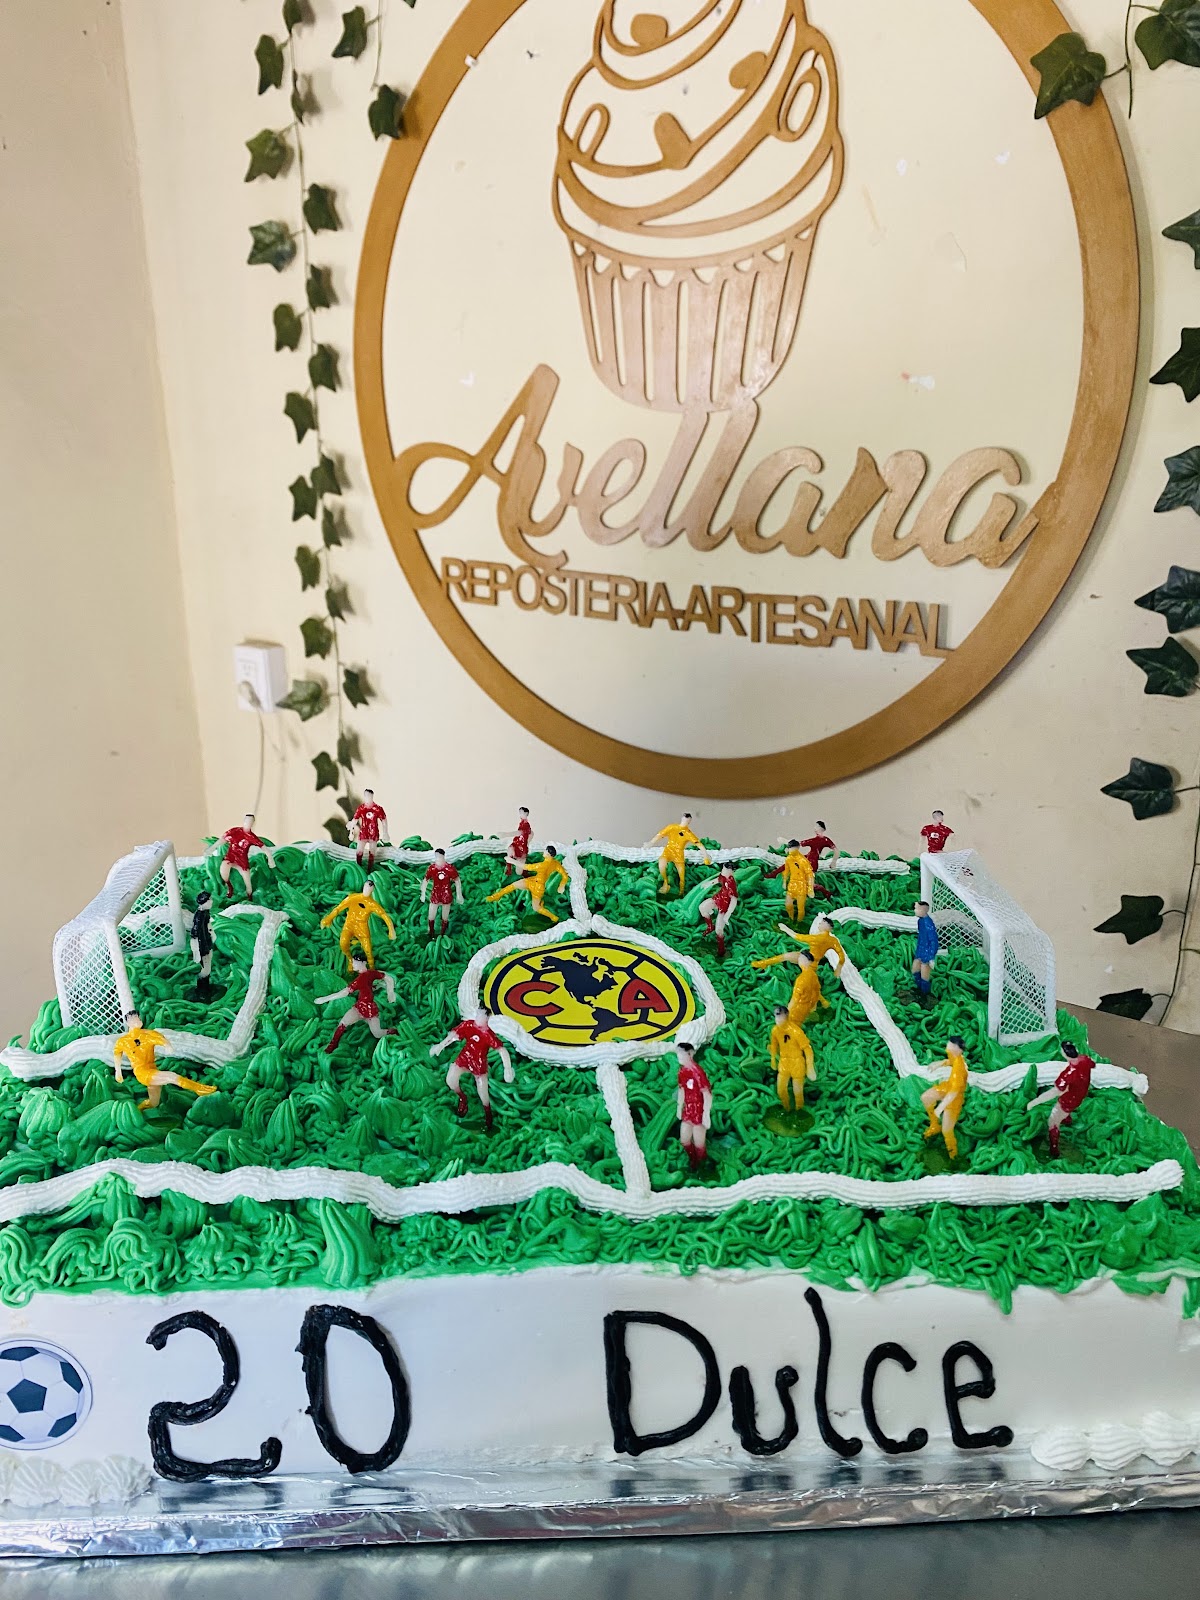 Avellana
REPOSTERIA-ARTESANAL
CA
20 Dulce